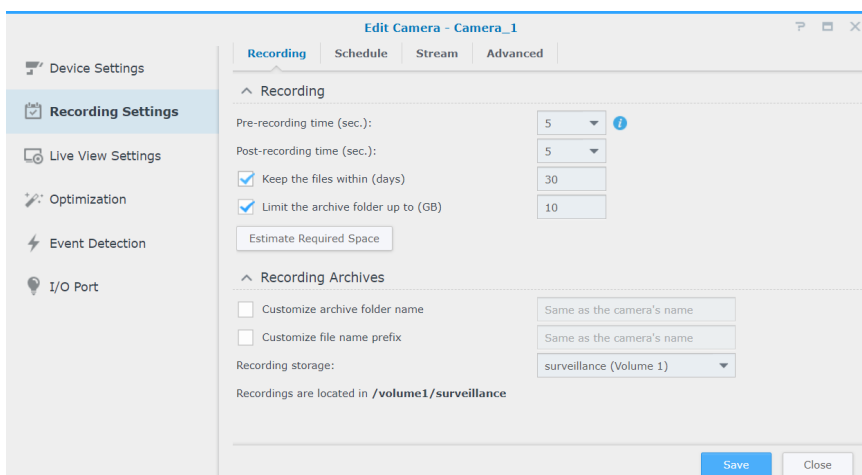 Edit Camera - Camera_1
Device Settings
Recording Settings
Live View Settings
Optimization
Event Detection
I/O Port
Recording Schedule Stream Advanced
Recording
Pre-recording time (sec.): 5
Post-recording time (sec.): 5
Keep the files within (days) 30
Limit the archive folder up to (GB) 10
Estimate Required Space
Recording Archives
Customize archive folder name Same as the camera's name
Customize file name prefix Same as the camera's name
Recording storage: surveillance (Volume 1)
Recordings are located in /volume1/surveillance
Save Close